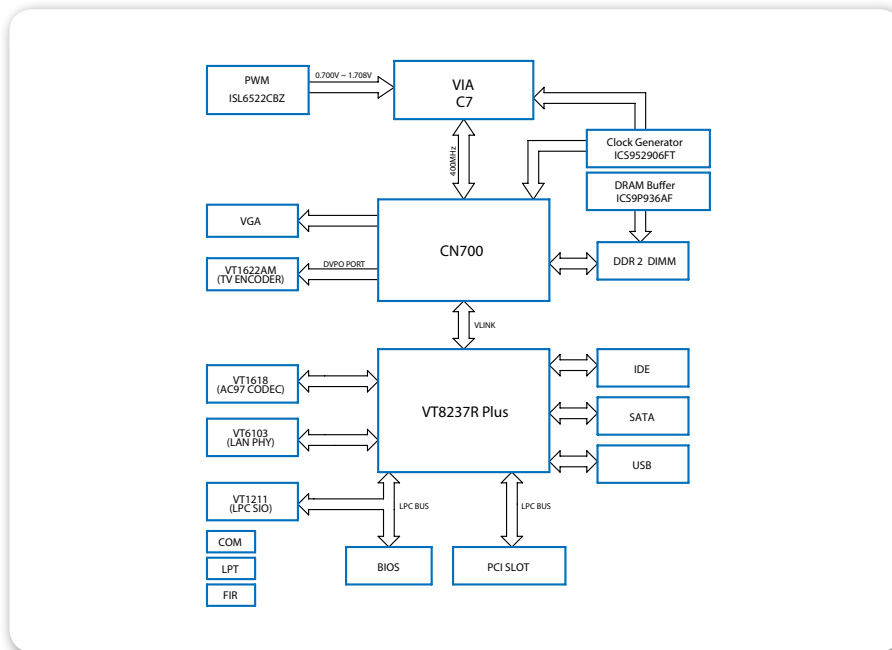 PWM
ISL6522CBZ
0.700V ~ 1.708V
VIA
C7
Clock Generator
ICS952906FT
400MHz
DRAM Buffer
ICS9P936AF
VGA
CN700
VT1622AM
(TV ENCODER)
DVPO PORT
DDR 2 DIMM
VLINK
VT1618
(AC97 CODEC)
VT8237R Plus
IDE
SATA
VT6103
(LAN PHY)
USB
VT1211
(LPC SIO)
LPC BUS
LPC BUS
COM
LPT
FIR
BIOS
PCI SLOT